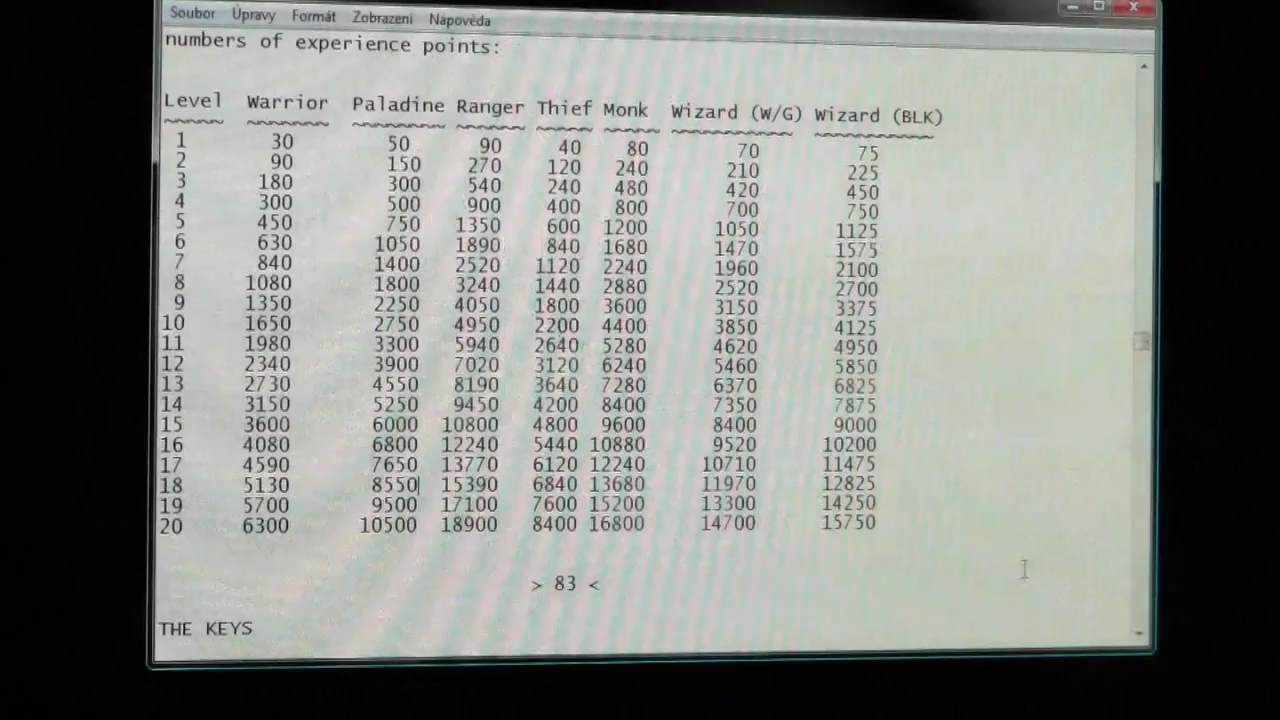 Soubor Úpravy Formát Zobrazení Nápověda
numbers of experience points:
Level Warrior Paladine Ranger Thief Monk Wizard (W/G) Wizard (BLK)
~~~~~ ~~~~~~~ ~~~~~~~~ ~~~~~~ ~~~~~ ~~~~~ ~~~~~~~~~~~~ ~~~~~~~~~~~~
1 30 50 90 40 80 70 75
2 90 150 270 120 240 210 225
3 180 300 540 240 480 420 450
4 300 500 900 400 800 700 750
5 450 750 1350 600 1200 1050 1125
6 630 1050 1890 840 1680 1470 1575
7 840 1400 2520 1120 2240 1960 2100
8 1080 1800 3240 1440 2880 2520 2700
9 1350 2250 4050 1800 3600 3150 3375
10 1650 2750 4950 2200 4400 3850 4125
11 1980 3300 5940 2640 5280 4620 4950
12 2340 3900 7020 3120 6240 5460 5850
13 2730 4550 8190 3640 7280 6370 6825
14 3150 5250 9450 4200 8400 7350 7875
15 3600 6000 10800 4800 9600 8400 9000
16 4080 6800 12240 5440 10880 9520 10200
17 4590 7650 13770 6120 12240 10710 11475
18 5130 8550 15390 6840 13680 11970 12825
19 5700 9500 17100 7600 15200 13300 14250
20 6300 10500 18900 8400 16800 14700 15750
> 83 <
THE KEYS